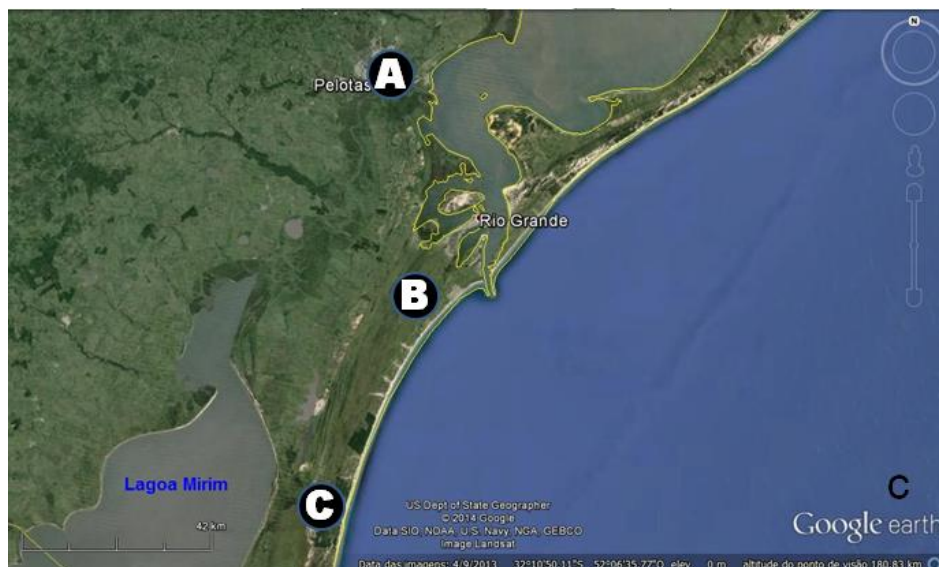 N
A
Pelotas
Rio Grande
B
Lagoa Mirim
C
42 km
US Dept of State Geographer
© 2014 Google
Data SIO, NOAA, U.S. Navy, NGA, GEBCO
Image Landsat
C
Google earth
Data das imagens: 4/9/2013 32°10'50.11"S 52°06'35.77"O elev 0 m altitude do ponto de visão 180.83 km